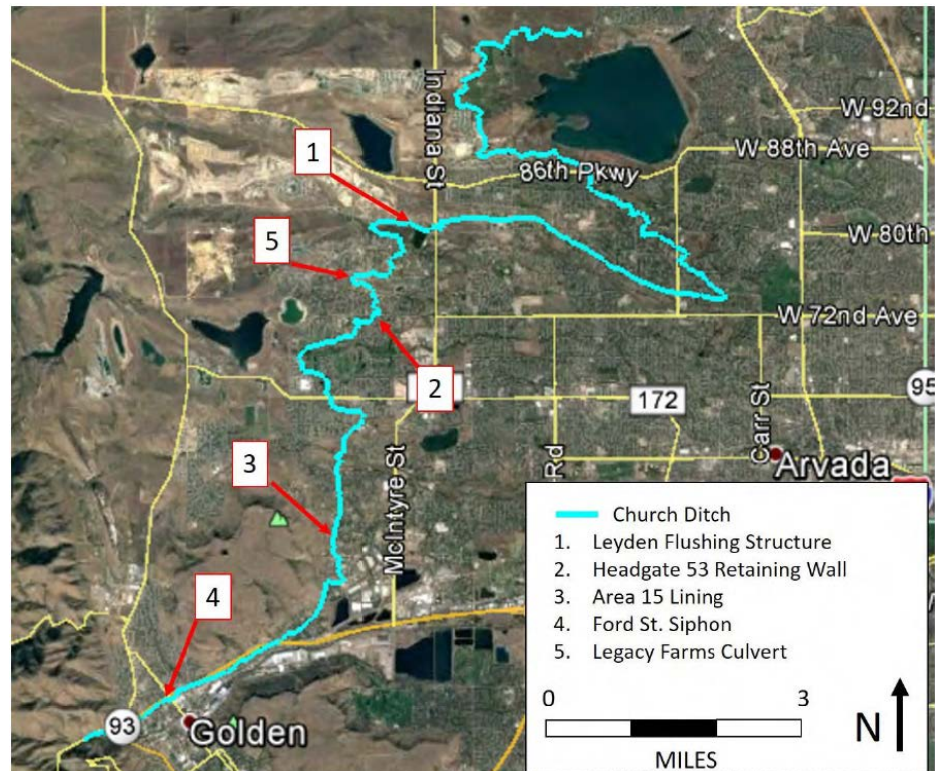 Indiana St
W 92nd
W 88th Ave
86th Pkwy
1
W 80th
5
W 72nd Ave
2
172
95
Carr St
3
McIntyre St
Rd
Arvada
4
93
Golden
Church Ditch
1. Leyden Flushing Structure
2. Headgate 53 Retaining Wall
3. Area 15 Lining
4. Ford St. Siphon
5. Legacy Farms Culvert
0 3
MILES
N